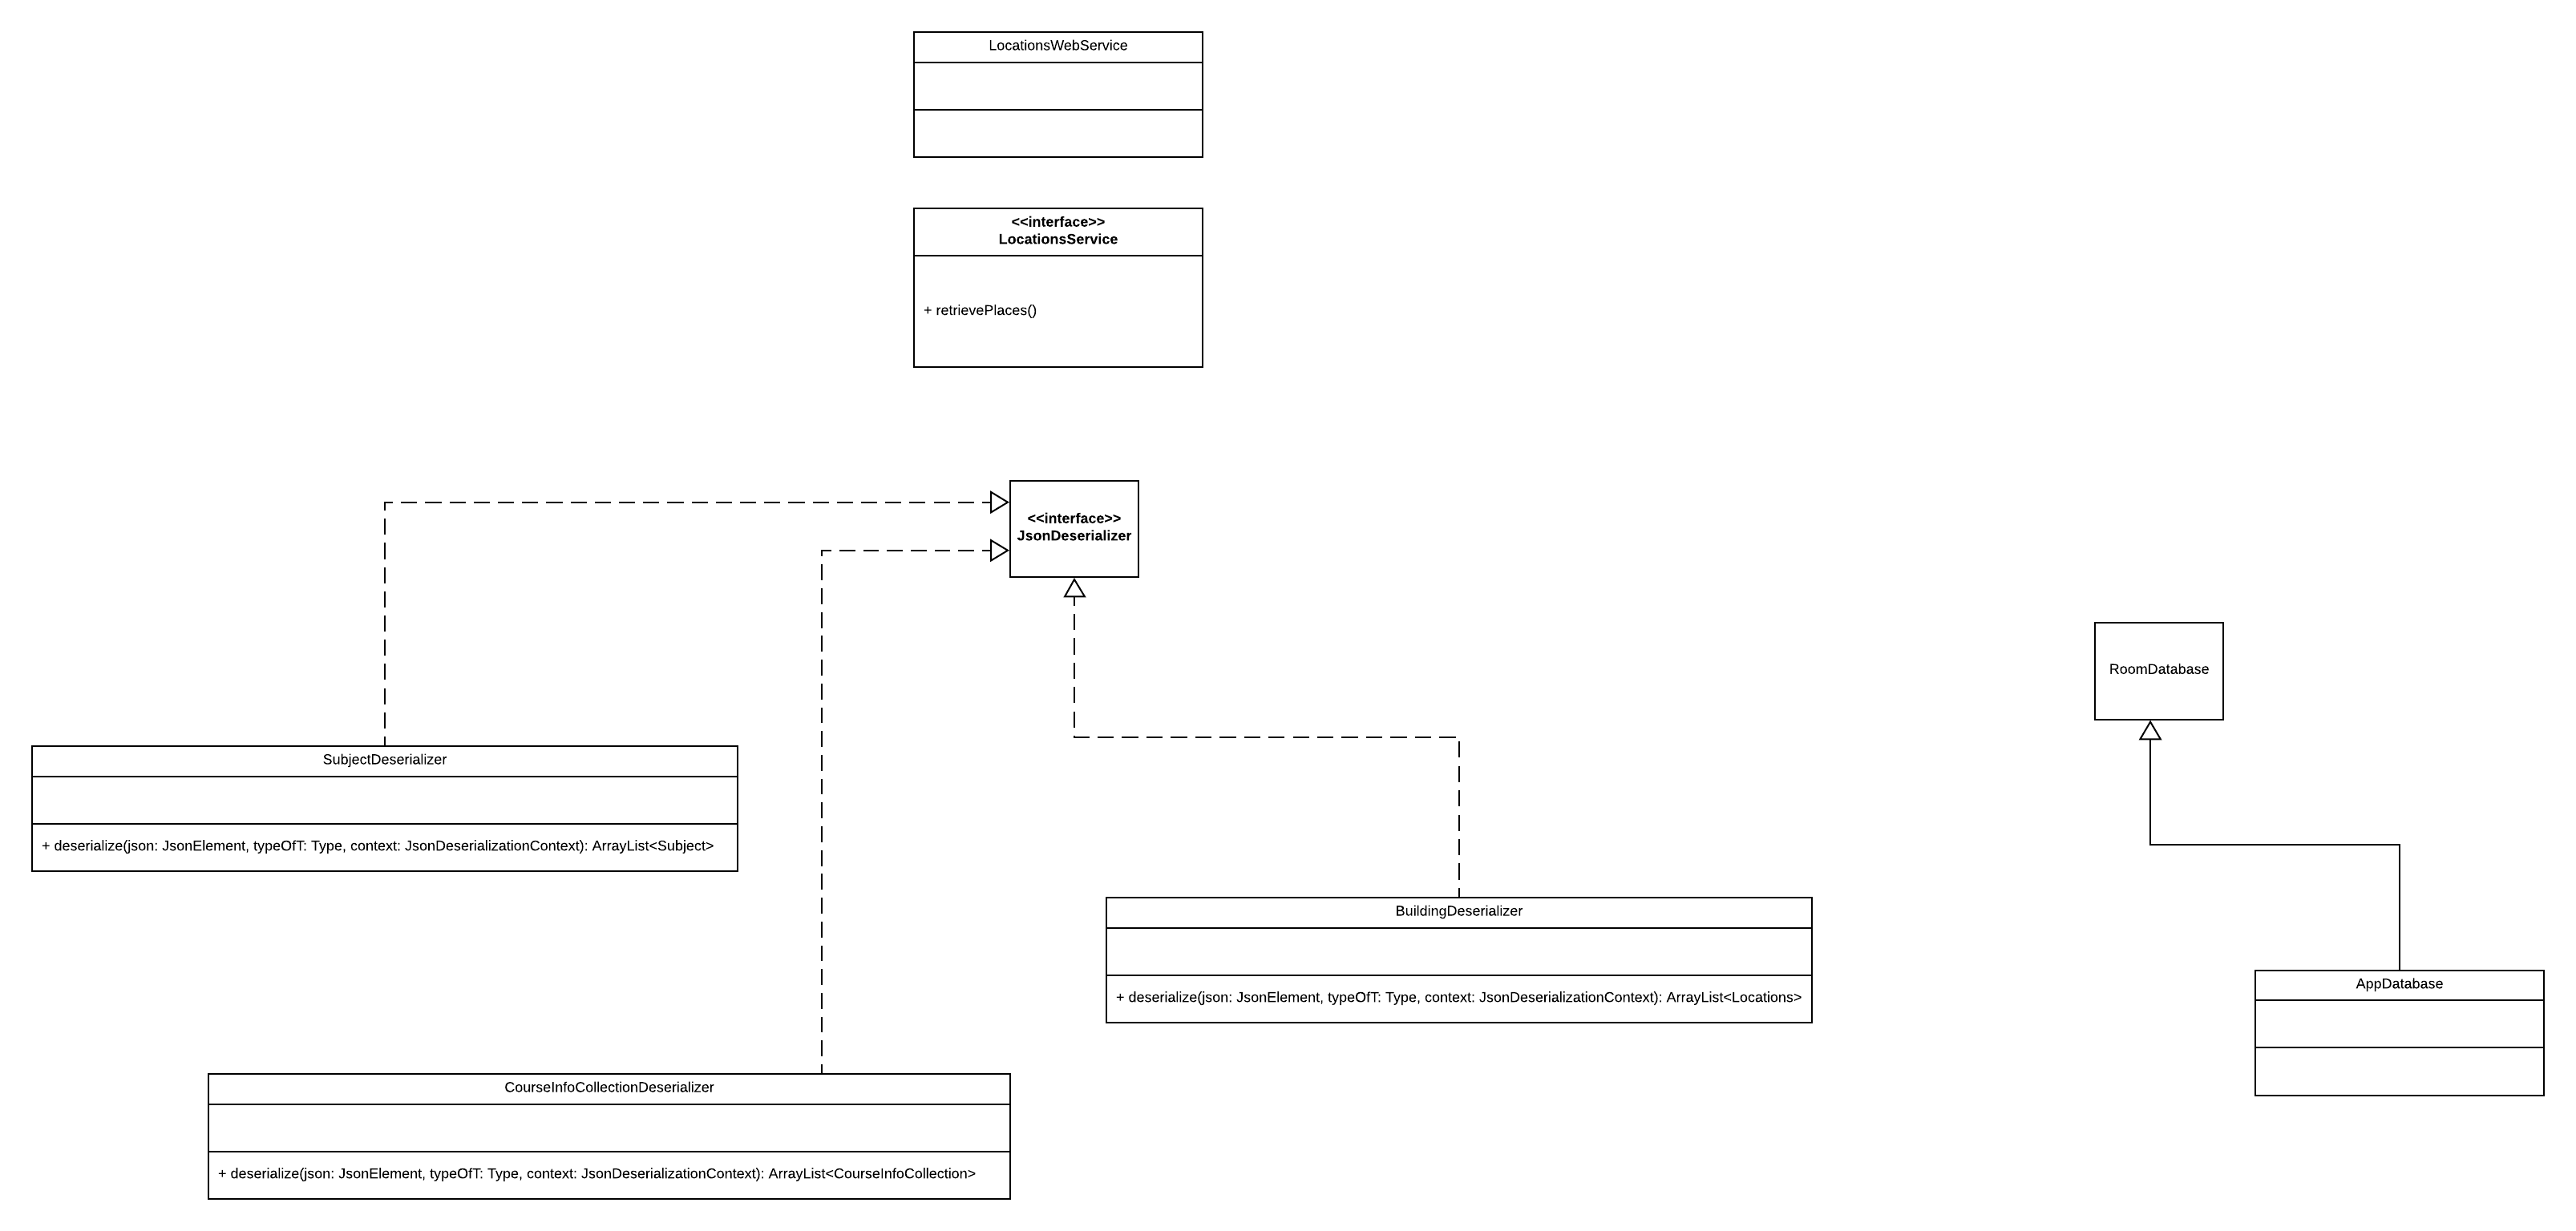 LocationsWebService
<<interface>>
LocationsService
+ retrievePlaces()
<<interface>>
JsonDeserializer
RoomDatabase
SubjectDeserializer
+ deserialize(json: JsonElement, typeOfT: Type, context: JsonDeserializationContext): ArrayList<Subject>
BuildingDeserializer
+ deserialize(json: JsonElement, typeOfT: Type, context: JsonDeserializationContext): ArrayList<Locations>
AppDatabase
CourseInfoCollectionDeserializer
+ deserialize(json: JsonElement, typeOfT: Type, context: JsonDeserializationContext): ArrayList<CourseInfoCollection>